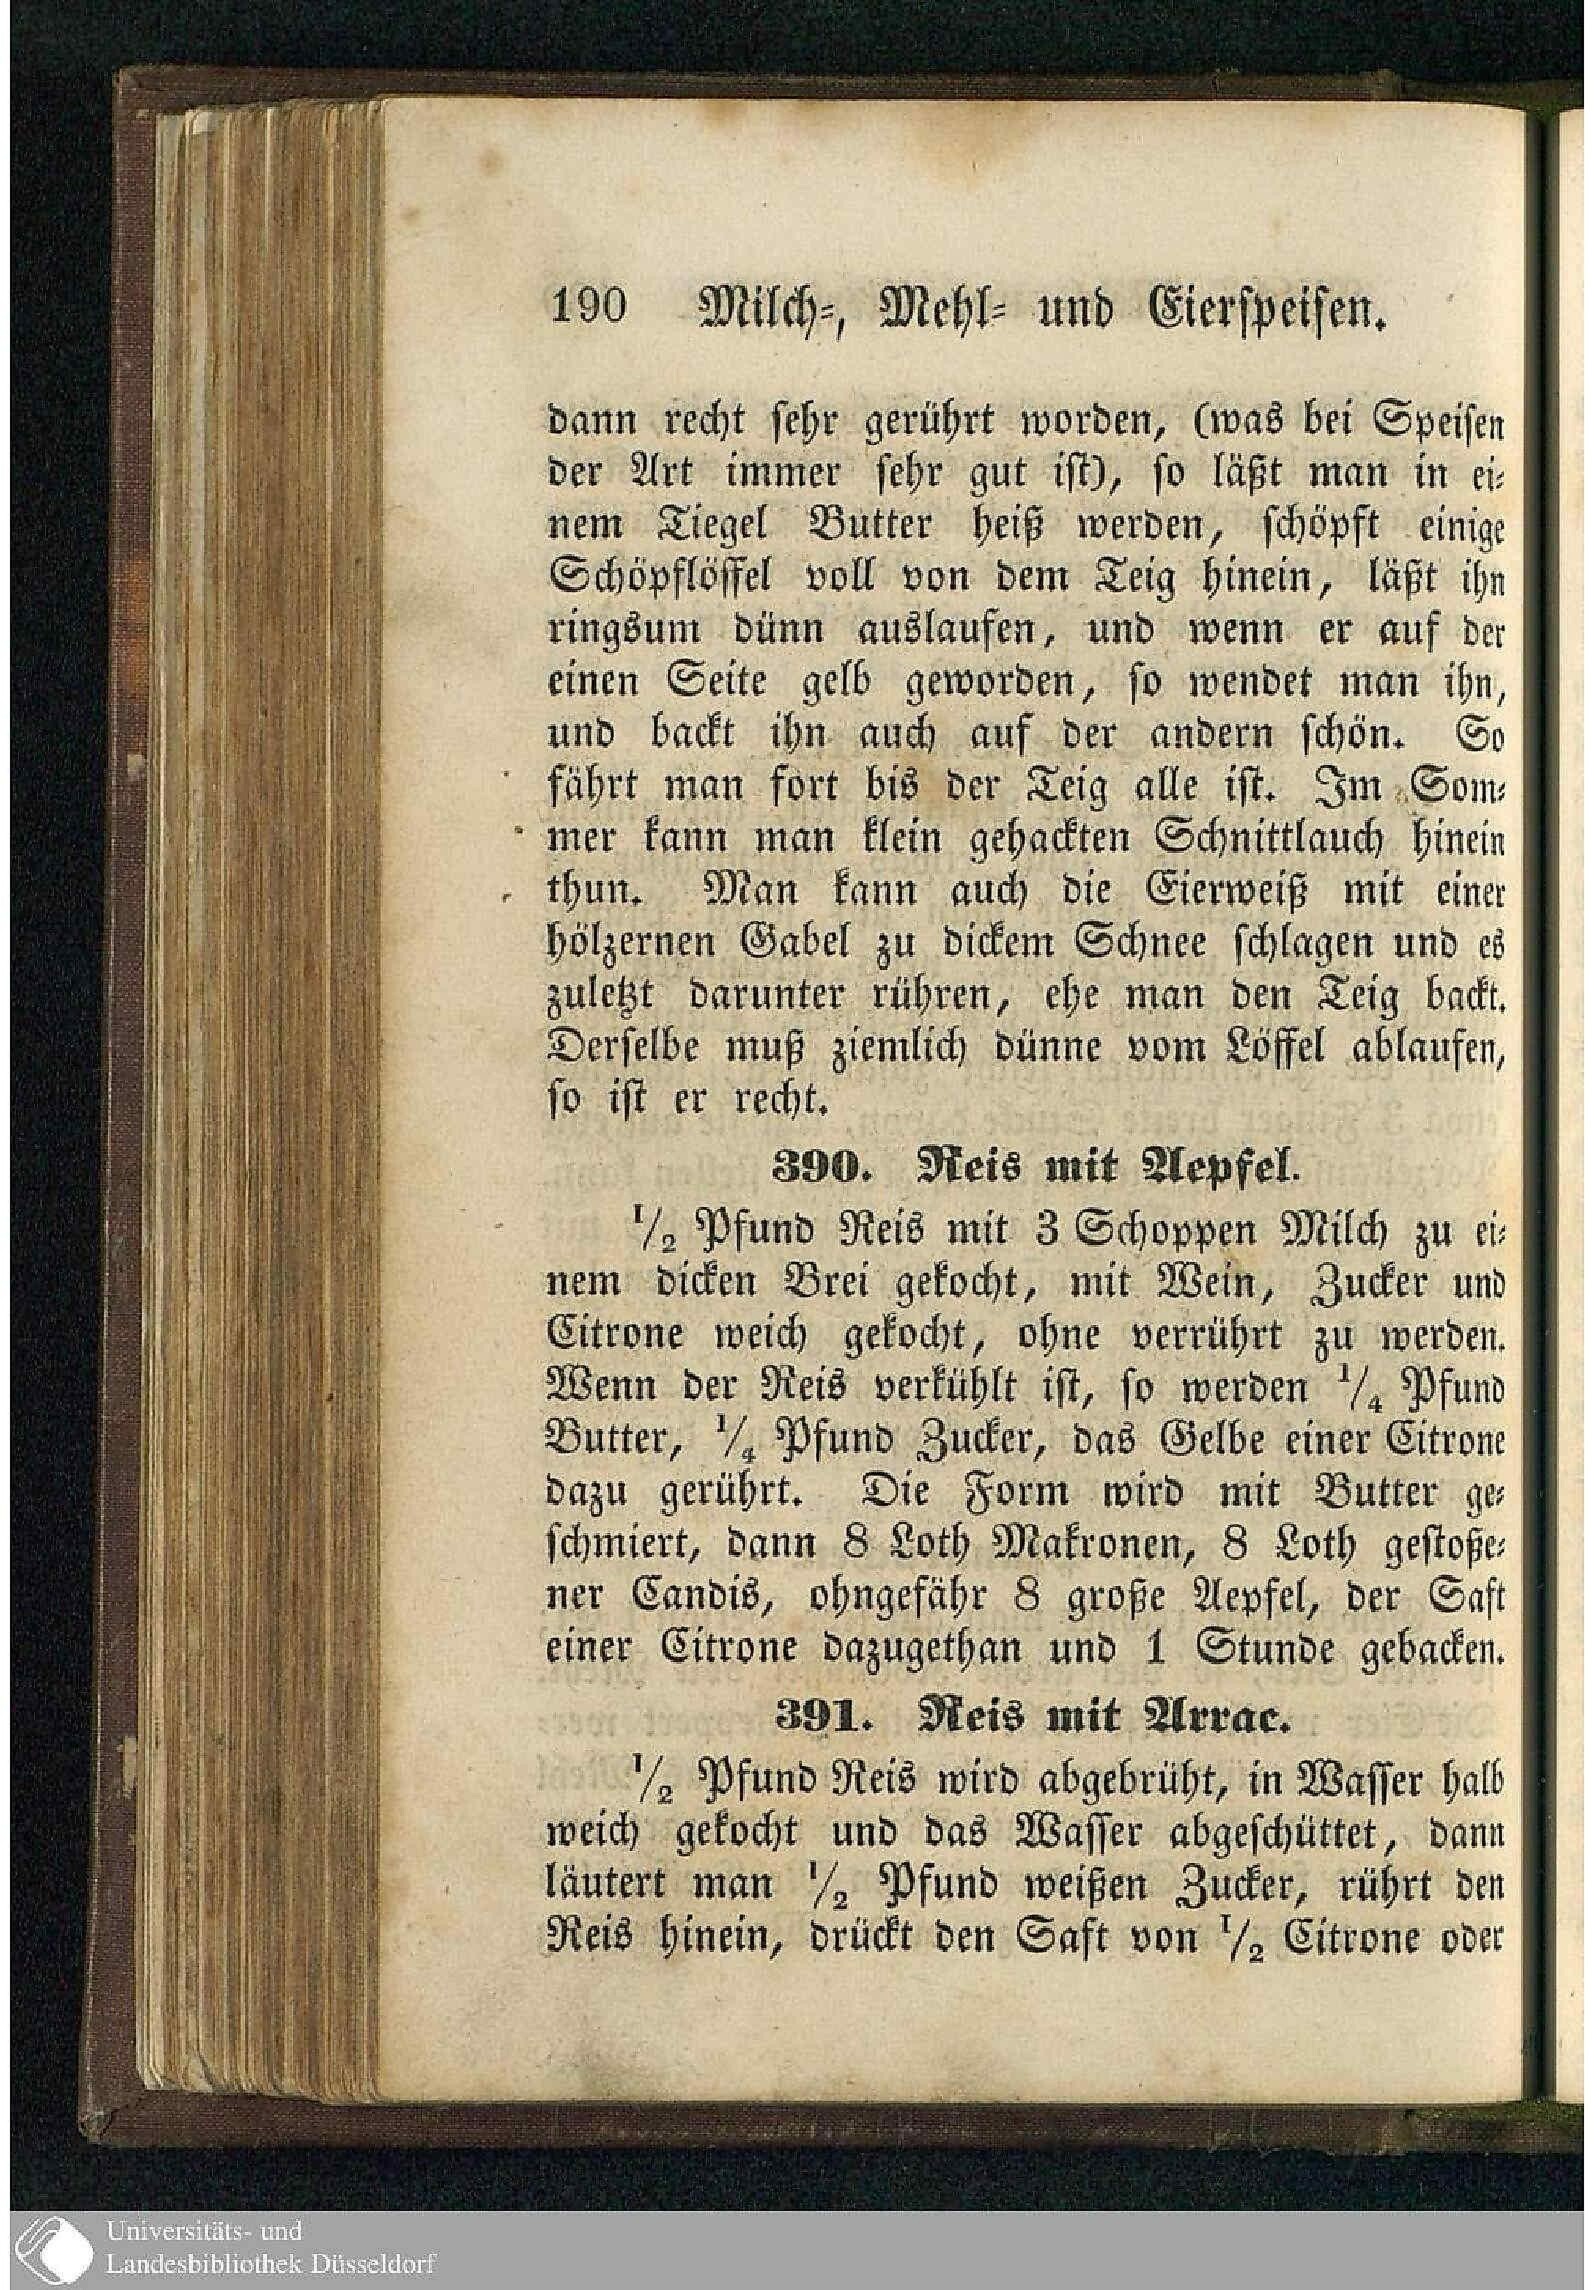 190 Milch-, Mehl- und Eierspeisen.
dann recht sehr gerührt worden, (was bei Speisen
der Art immer sehr gut ist), so läßt man in ei-
nem Tiegel Butter heiß werden, schöpft einige
Schöpflöffel voll von dem Teig hinein, läßt ihn
ringsum dünn auslaufen, und wenn er auf der
einen Seite gelb geworden, so wendet man ihn,
und backt ihn auch auf der andern schön. So
fährt man fort bis der Teig alle ist. Im Som-
mer kann man klein gehackten Schnittlauch hinein
thun. Man kann auch die Eierweiß mit einer
hölzernen Gabel zu dickem Schnee schlagen und es
zuletzt darunter rühren, ehe man den Teig backt.
Derselbe muß ziemlich dünne vom Löffel ablaufen,
so ist er recht.
390. Reis mit Aepfel.
1/2 Pfund Reis mit 3 Schoppen Milch zu ei-
nem dicken Brei gekocht, mit Wein, Zucker und
Citrone weich gekocht, ohne verrührt zu werden.
Wenn der Reis verkühlt ist, so werden 1/4 Pfund
Butter, 1/4 Pfund Zucker, das Gelbe einer Citrone
dazu gerührt. Die Form wird mit Butter ge-
schmiert, dann 8 Loth Makronen, 8 Loth gestoße-
ner Candis, ohngefähr 8 große Aepfel, der Saft
einer Citrone dazugethan und 1 Stunde gebacken.
391. Reis mit Arrac.
1/2 Pfund Reis wird abgebrüht, in Wasser halb
weich gekocht und das Wasser abgeschüttet, dann
läutert man 1/2 Pfund weißen Zucker, rührt den
Reis hinein, drückt den Saft von 1/2 Citrone oder
Universitäts- und
Landesbibliothek Düsseldorf